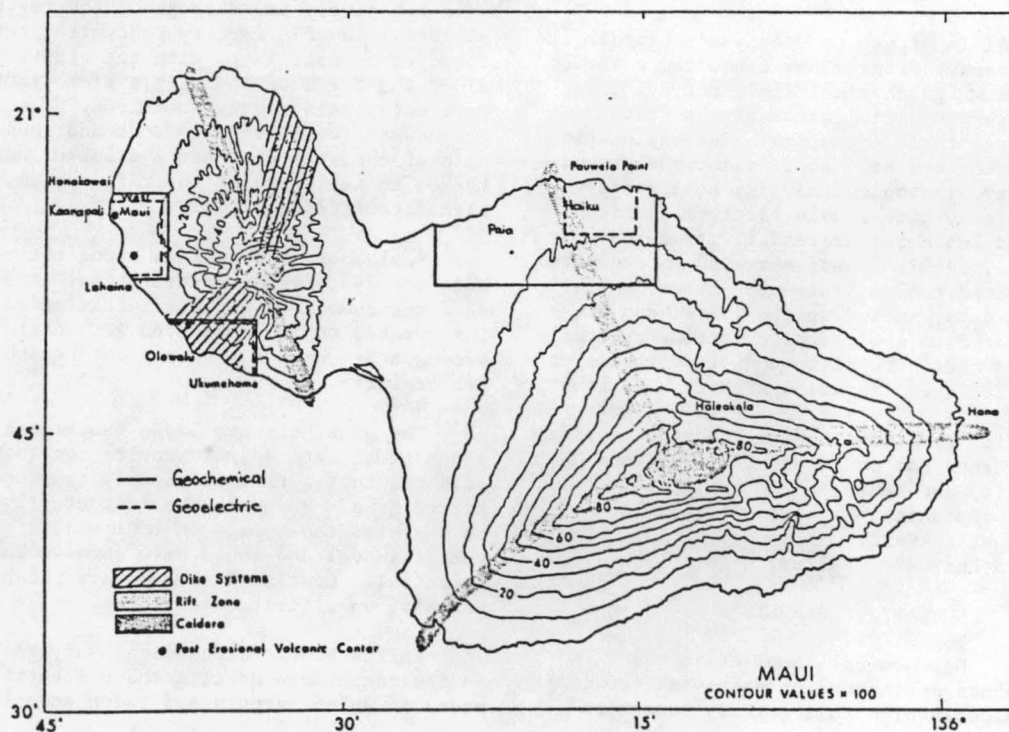 21°
Honokowai
Kaanapali
Maui
Lahaina
Olowalu
Ukumehame
20
40
Pauwela Point
Haiku
Paia
Haleakala
Hana
80
80
60
40
20
45'
Geochemical
Geoelectric
Dike Systems
Rift Zone
Caldera
Post Erosional Volcanic Center
MAUI
CONTOUR VALUES × 100
30'
45
30'
15'
156°